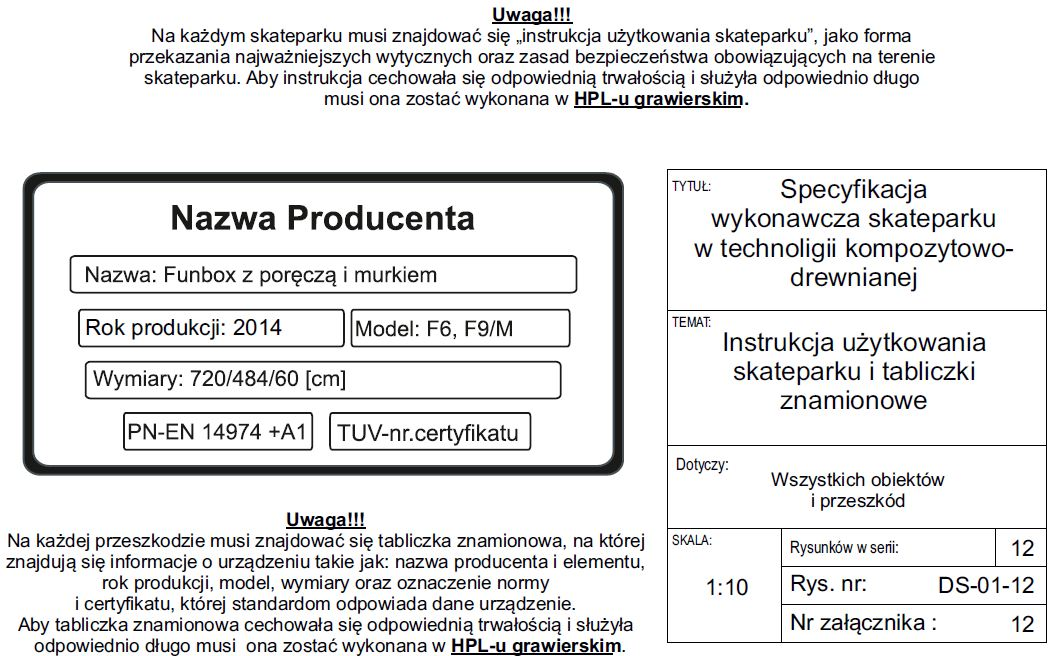 Uwaga!!!
Na każdym skateparku musi znajdować się „instrukcja użytkowania skateparku”, jako forma
przekazania najważniejszych wytycznych oraz zasad bezpieczeństwa obowiązujących na terenie
skateparku. Aby instrukcja cechowała się odpowiednią trwałością i służyła odpowiednio długo
musi ona zostać wykonana w HPL-u grawierskim.
Nazwa Producenta
Nazwa: Funbox z poręczą i murkiem
Rok produkcji: 2014
Model: F6, F9/M
Wymiary: 720/484/60 [cm]
PN-EN 14974 +A1
TUV-nr.certyfikatu
Uwaga!!!
Na każdej przeszkodzie musi znajdować się tabliczka znamionowa, na której
znajdują się informacje o urządzeniu takie jak: nazwa producenta i elementu,
rok produkcji, model, wymiary oraz oznaczenie normy
i certyfikatu, której standardom odpowiada dane urządzenie.
Aby tabliczka znamionowa cechowała się odpowiednią trwałością i służyła
odpowiednio długo musi ona zostać wykonana w HPL-u grawierskim.
TYTUŁ:
Specyfikacja
wykonawcza skateparku
w technoligii kompozytowo-
drewnianej
TEMAT:
Instrukcja użytkowania
skateparku i tabliczki
znamionowe
Dotyczy:
Wszystkich obiektów
i przeszkód
SKALA:
1:10
Rysunków w serii: 12
Rys. nr: DS-01-12
Nr załącznika : 12